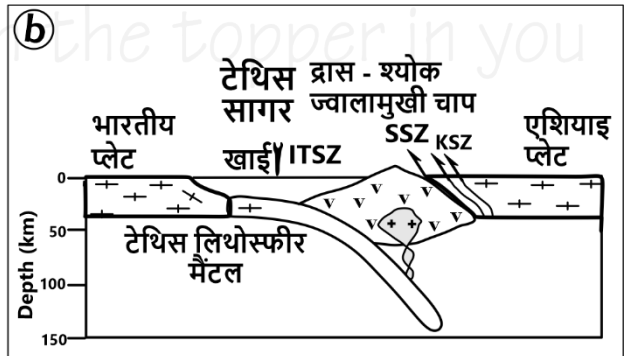 n the topper in you
b
टेथिस
सागर
द्रास - श्योक
ज्वालामुखी चाप
भारतीय
प्लेट
खाई
ITSZ
SSZ
KSZ
एशियाइ
प्लेट
टेथिस लिथोस्फीर
मैंटल
Depth (km)
0
50
100
150